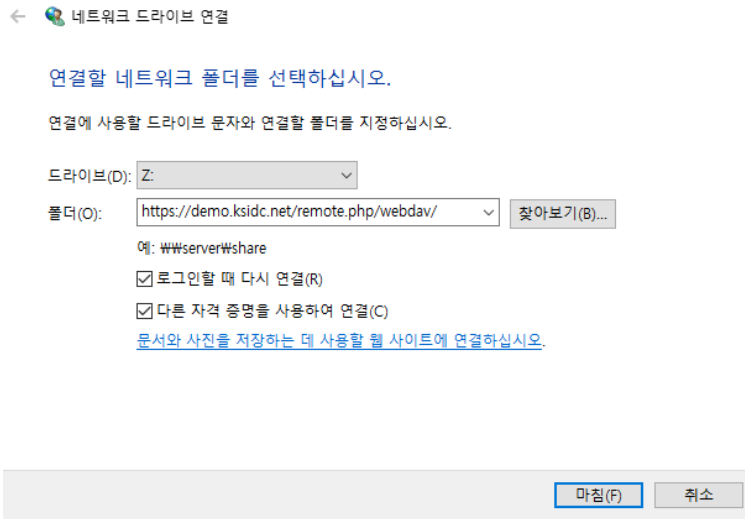 네트워크 드라이브 연결
연결할 네트워크 폴더를 선택하십시오.
연결에 사용할 드라이브 문자와 연결할 폴더를 지정하십시오.
드라이브(D): Z:
폴더(O): https://demo.ksidc.net/remote.php/webdav/ 찾아보기(B)...
예: ₩₩server₩share
로그인할 때 다시 연결(R)
다른 자격 증명을 사용하여 연결(C)
문서와 사진을 저장하는 데 사용할 웹 사이트에 연결하십시오.
마침(F) 취소